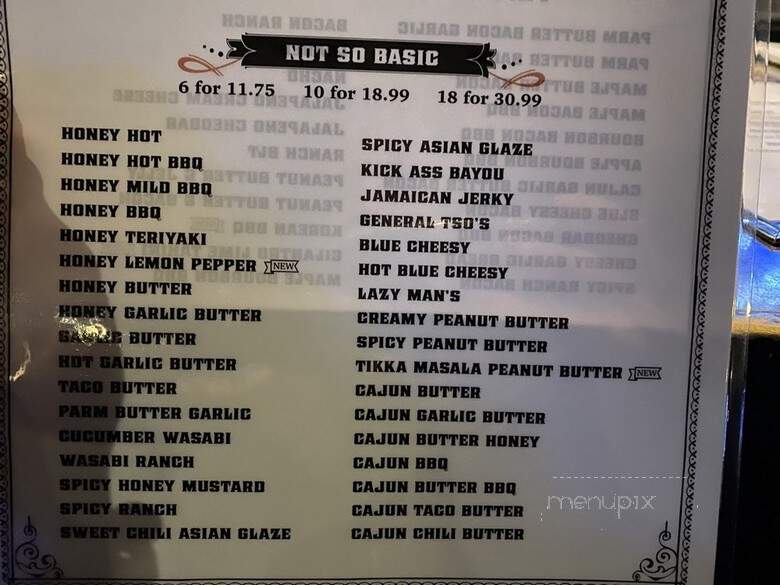 NOT SO BASIC
6 for 11.75 10 for 18.99 18 for 30.99
HONEY HOT
HONEY HOT BBQ
HONEY MILD BBQ
HONEY BBQ
HONEY TERIYAKI
HONEY LEMON PEPPER NEW
HONEY BUTTER
HONEY GARLIC BUTTER
GARLIC BUTTER
HOT GARLIC BUTTER
TACO BUTTER
PARM BUTTER GARLIC
CUCUMBER WASABI
WASABI RANCH
SPICY HONEY MUSTARD
SPICY RANCH
SWEET CHILI ASIAN GLAZE
SPICY ASIAN GLAZE
KICK ASS BAYOU
JAMAICAN JERKY
GENERAL TSO'S
BLUE CHEESY
HOT BLUE CHEESY
LAZY MAN'S
CREAMY PEANUT BUTTER
SPICY PEANUT BUTTER
TIKKA MASALA PEANUT BUTTER NEW
CAJUN BUTTER
CAJUN GARLIC BUTTER
CAJUN BUTTER HONEY
CAJUN BBQ
CAJUN BUTTER BBQ
CAJUN TACO BUTTER
CAJUN CHILI BUTTER
menupix